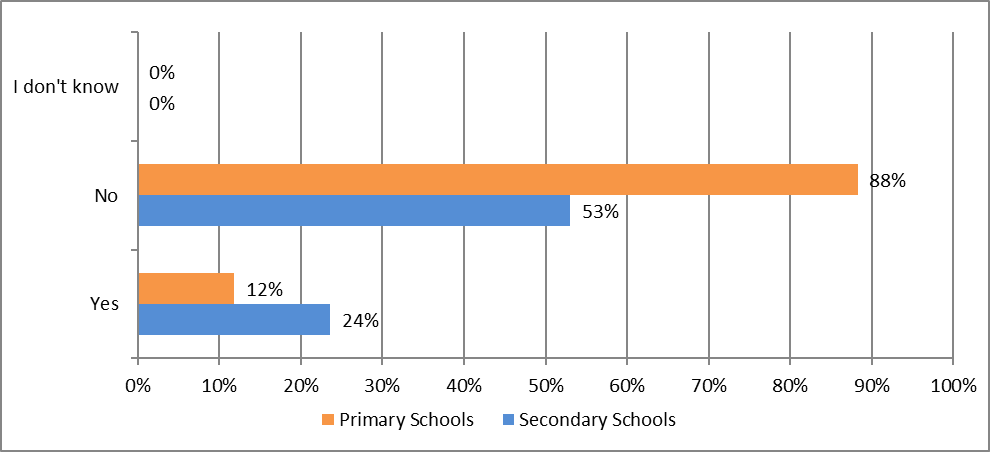 I don't know
0%
0%
No
88%
53%
Yes
12%
24%
0% 10% 20% 30% 40% 50% 60% 70% 80% 90% 100%
Primary Schools Secondary Schools